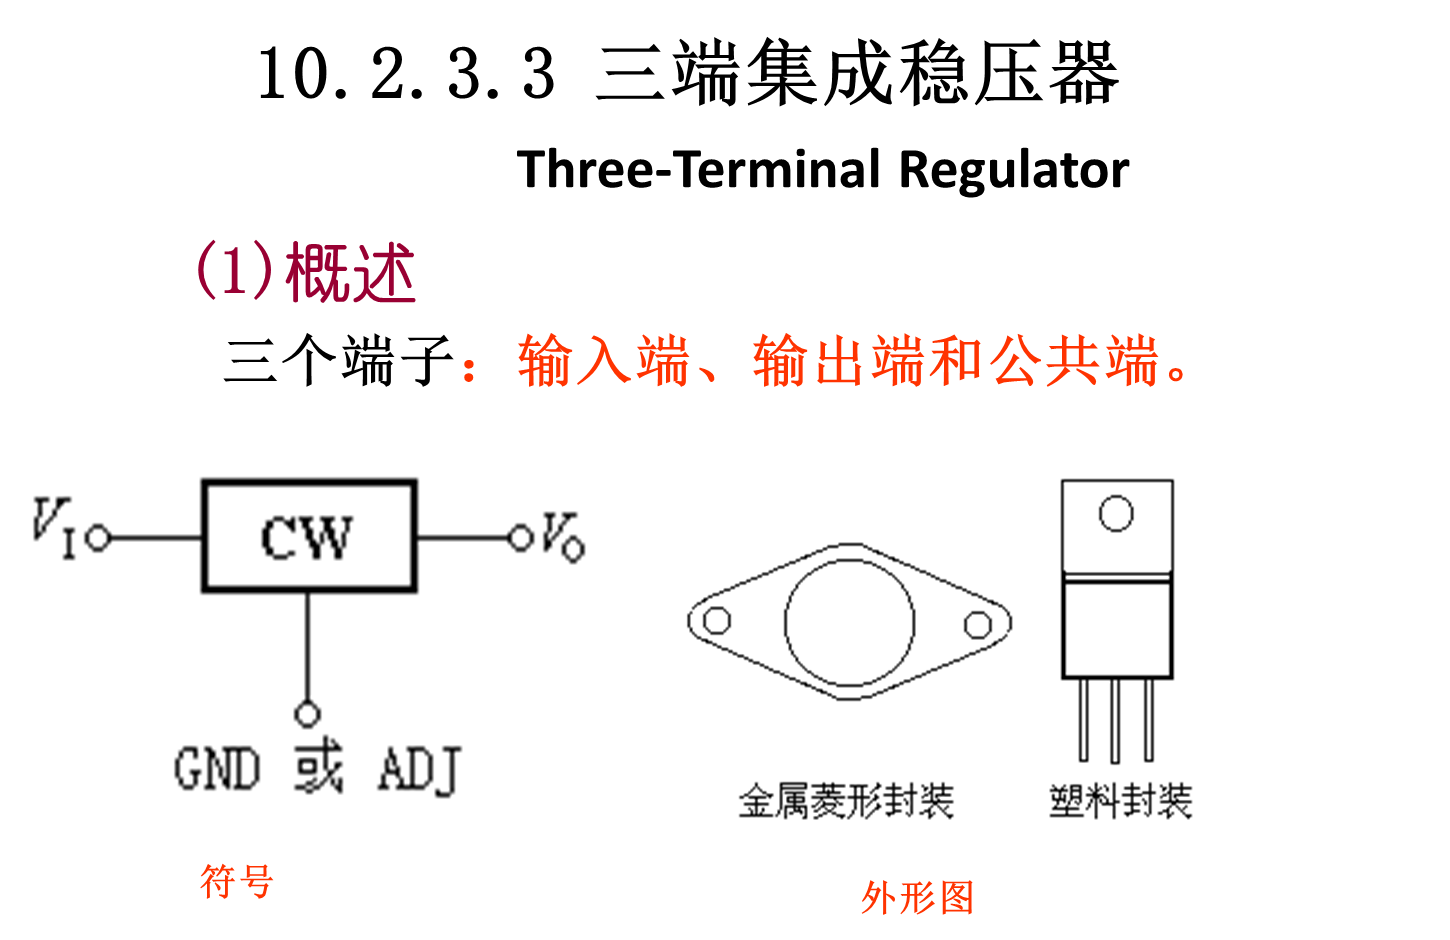 10.2.3.3 三端集成稳压器
Three-Terminal Regulator
(1)概述
三个端子：输入端、输出端和公共端。
VI CW VO
GND 或 ADJ
金属菱形封装 塑料封装
符号 外形图